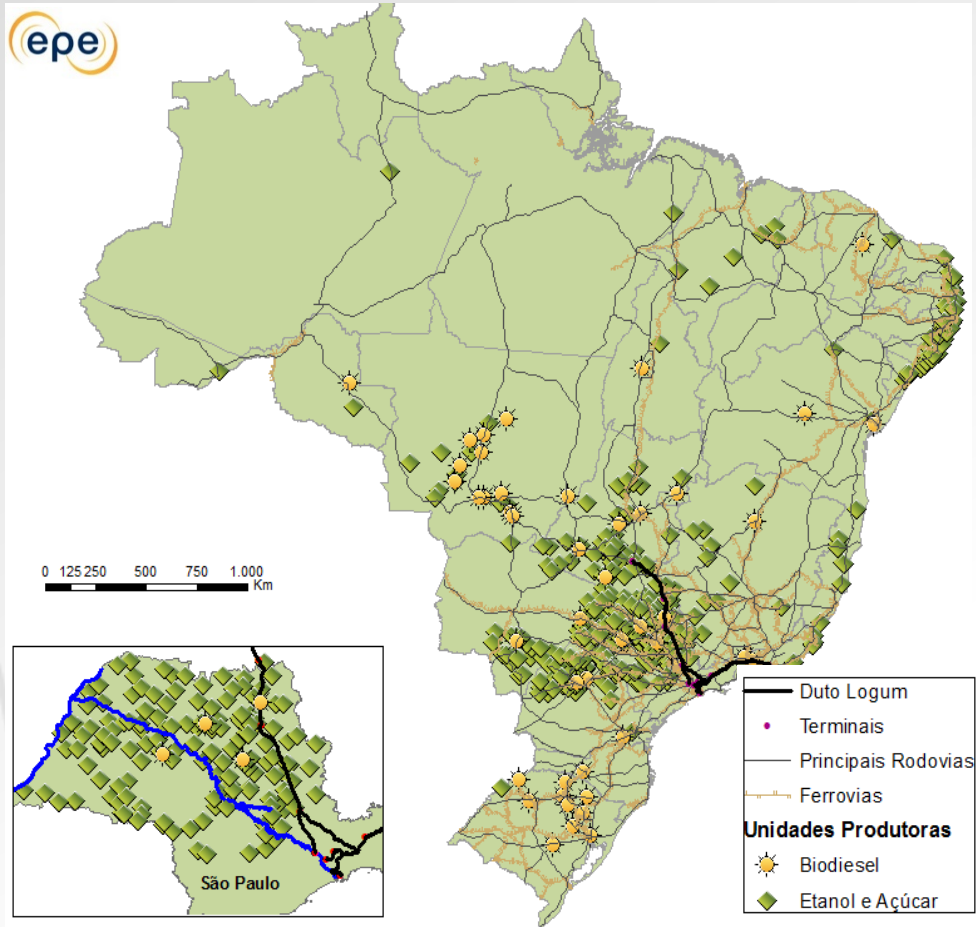 epe
0 125 250 500 750 1.000
Km
São Paulo
Duto Logum
Terminais
Principais Rodovias
Ferrovias
Unidades Produtoras
Biodiesel
Etanol e Açúcar